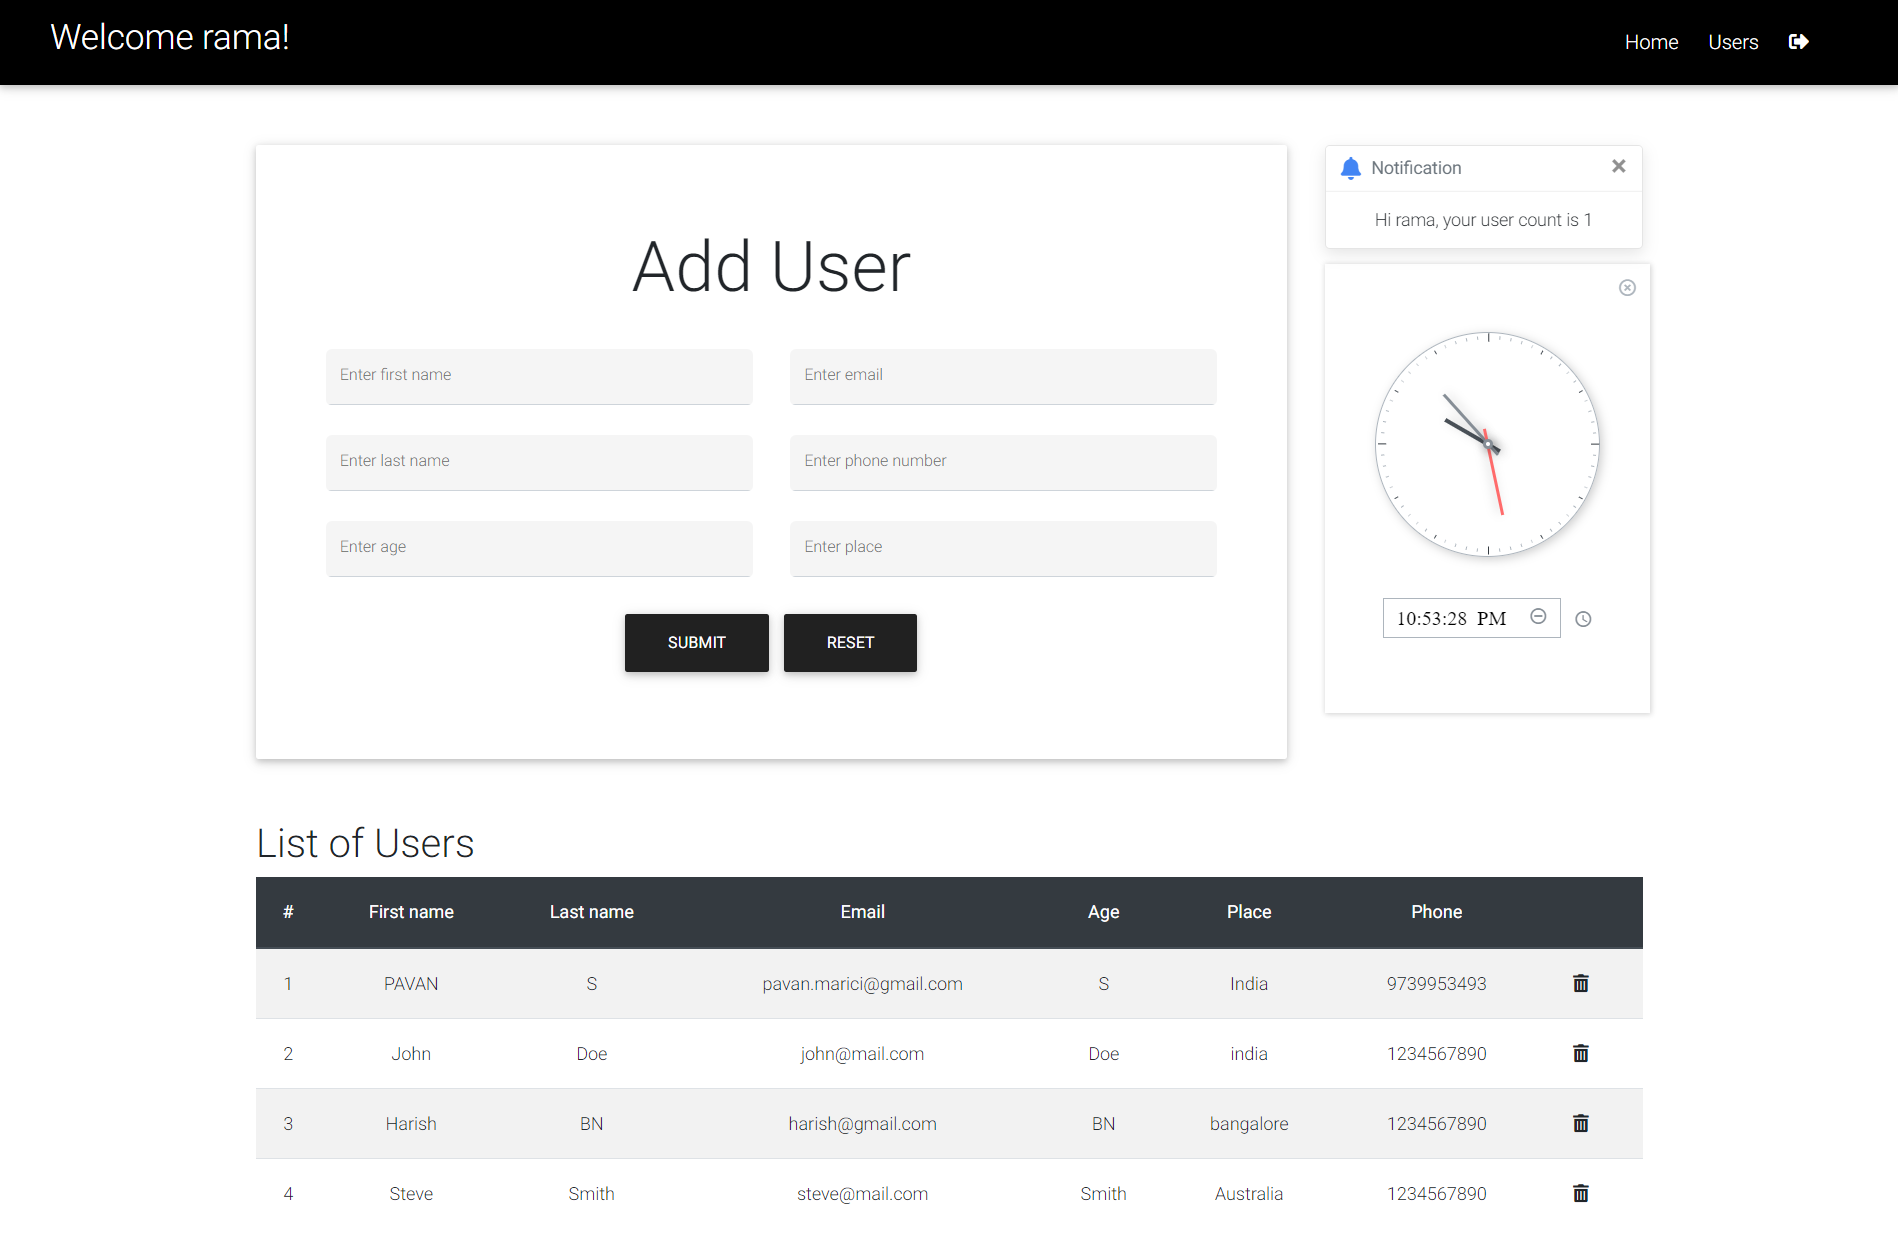 Welcome rama!
Home Users
Add User
Enter first name Enter email
Enter last name Enter phone number
Enter age Enter place
SUBMIT RESET
Notification
Hi rama, your user count is 1
10:53:28 PM
List of Users
# First name Last name Email Age Place Phone
1 PAVAN S pavan.marici@gmail.com S India 9739953493
2 John Doe john@mail.com Doe india 1234567890
3 Harish BN harish@gmail.com BN bangalore 1234567890
4 Steve Smith steve@mail.com Smith Australia 1234567890